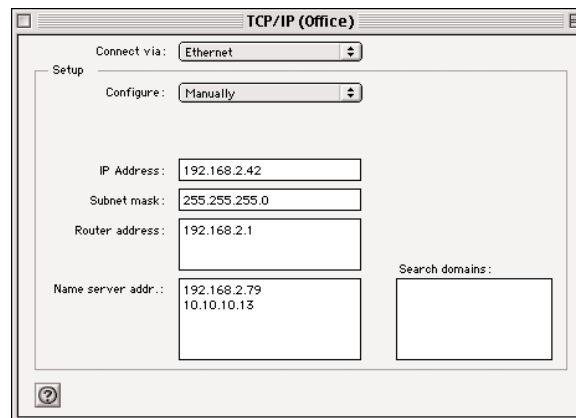 TCP/IP (Office)
Connect via: Ethernet
Setup
Configure: Manually
IP Address: 192.168.2.42
Subnet mask: 255.255.255.0
Router address: 192.168.2.1
Search domains:
Name server addr.: 192.168.2.79
10.10.10.13
?